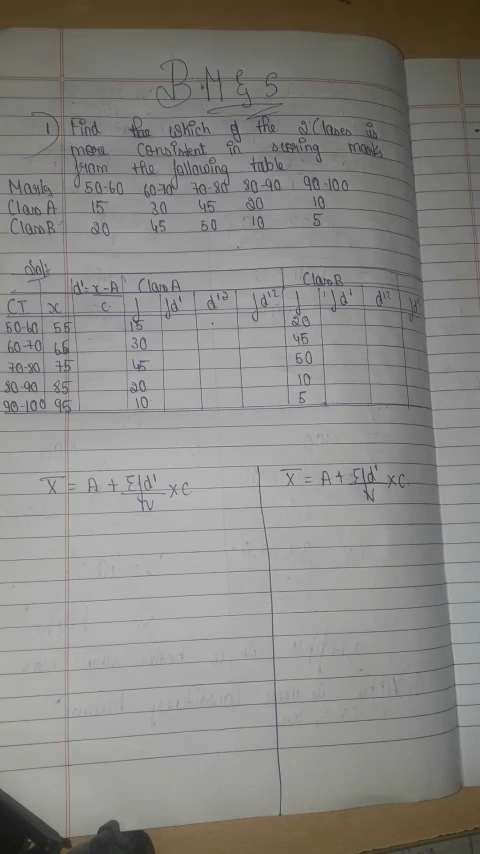 B.M & S
1) Find the which of the 2 Clases is
more consistent in scoring marks
from the following table
Marks 50-60 60-70 70-80 80-90 90-100
Class A 15 30 45 20 10
Class B 20 45 50 10 5
Soln:
d'=x-A/c Class A Class B
C.I x f fd' d'² fd'² f fd' d'² fd'
50-60 55 15 20
60-70 65 30 45
70-80 75 45 50
80-90 85 20 10
90-100 95 10 5
X̄ = A + Σfd'/N × C X̄ = A + Σfd'/N × C